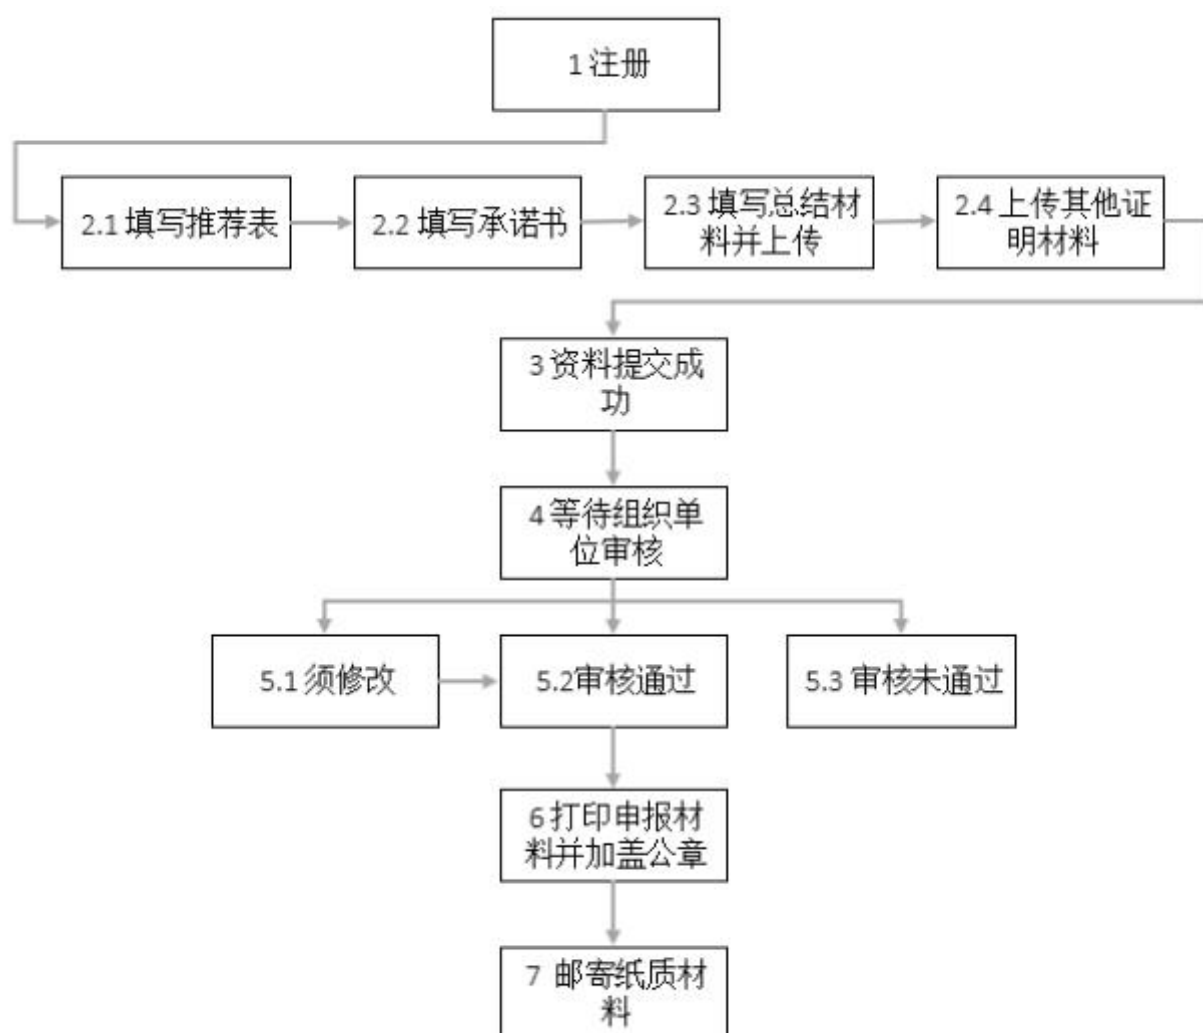 1 注册
2.1 填写推荐表
2.2 填写承诺书
2.3 填写总结材
料并上传
2.4 上传其他证
明材料
3 资料提交成
功
4 等待组织单
位审核
5.1 须修改
5.2审核通过
5.3 审核未通过
6 打印申报材
料并加盖公章
7 邮寄纸质材
料